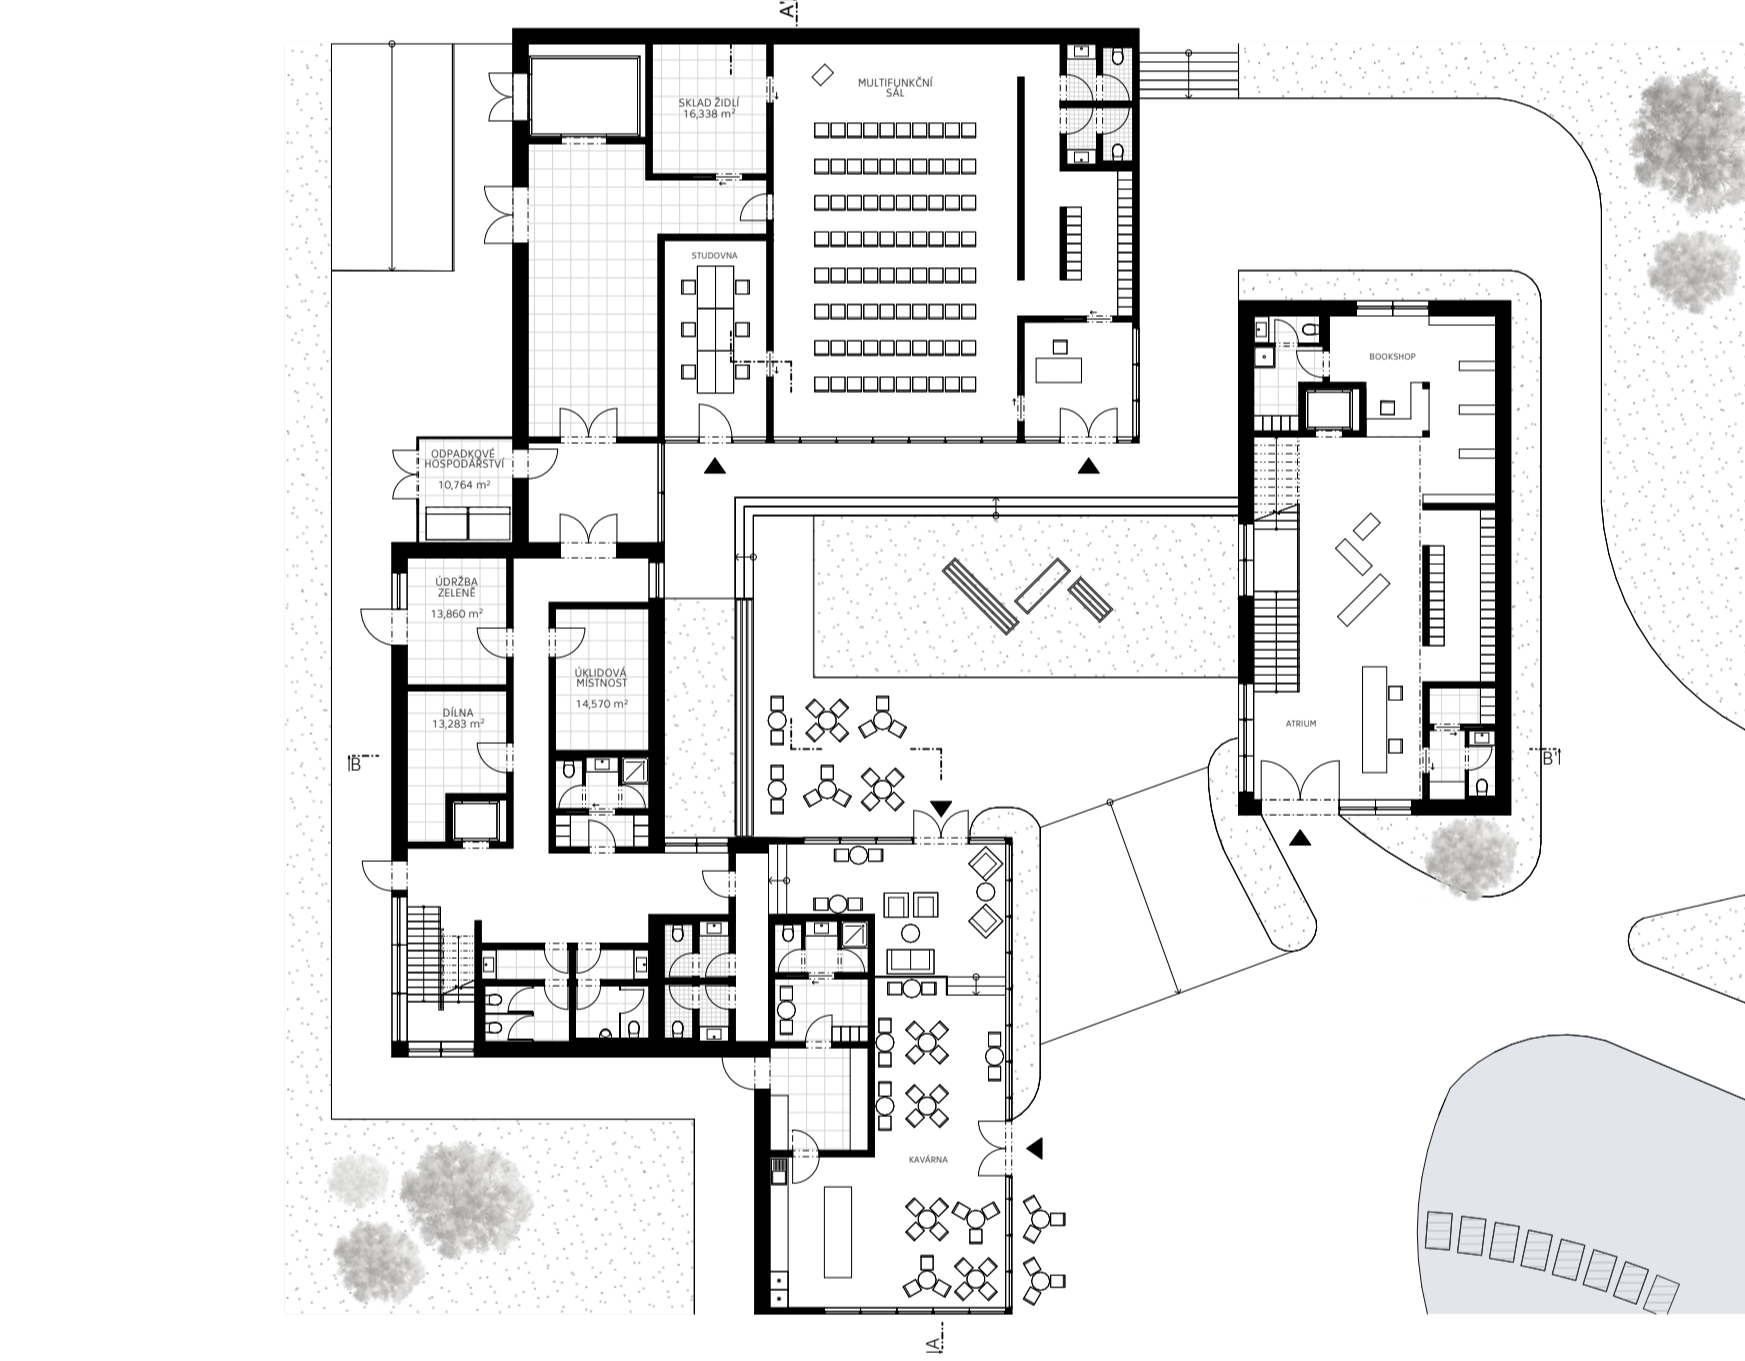 A'
MULTIFUNKČNÍ
SÁL
SKLAD ŽIDLÍ
16,338 m²
STUDOVNA
BOOKSHOP
ODPADKOVÉ
HOSPODÁŘSTVÍ
10,764 m²
ÚDRŽBA
ZELENĚ
13,860 m²
ÚKLIDOVÁ
MÍSTNOST
14,570 m²
DÍLNA
13,283 m²
ATRIUM
B
B'
KAVÁRNA
A